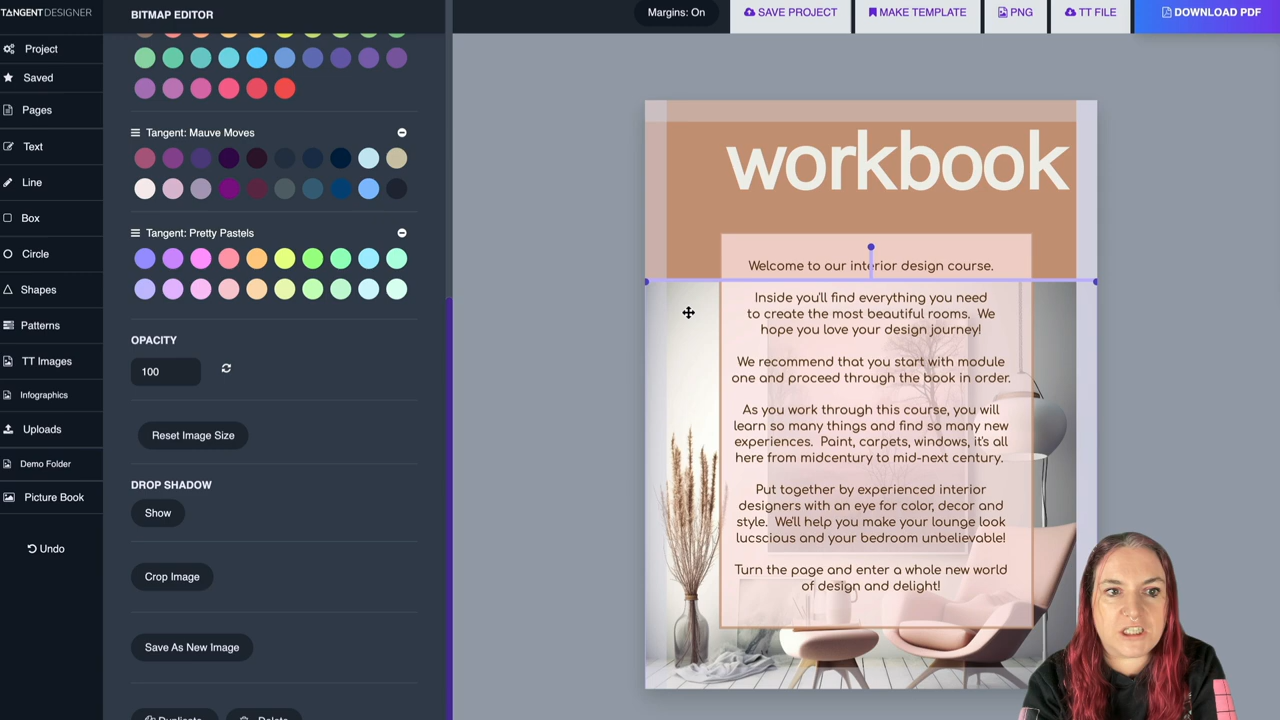 TANGENT DESIGNER
BITMAP EDITOR
Margins: On
SAVE PROJECT
MAKE TEMPLATE
PNG
TT FILE
DOWNLOAD PDF
Project
Saved
Pages
Text
Line
Box
Circle
Shapes
Patterns
TT Images
Infographics
Uploads
Demo Folder
Picture Book
Undo
Tangent: Mauve Moves
Tangent: Pretty Pastels
OPACITY
100
Reset Image Size
DROP SHADOW
Show
Crop Image
Save As New Image
Duplicate
Delete
workbook
Welcome to our interior design course.
Inside you'll find everything you need
to create the most beautiful rooms. We
hope you love your design journey!
We recommend that you start with module
one and proceed through the book in order.
As you work through this course, you will
learn so many things and find so many new
experiences. Paint, carpets, windows, it's all
here from midcentury to mid-next century.
Put together by experienced interior
designers with an eye for color, decor and
style. We'll help you make your lounge look
lucscious and your bedroom unbelievable!
Turn the page and enter a whole new world
of design and delight!